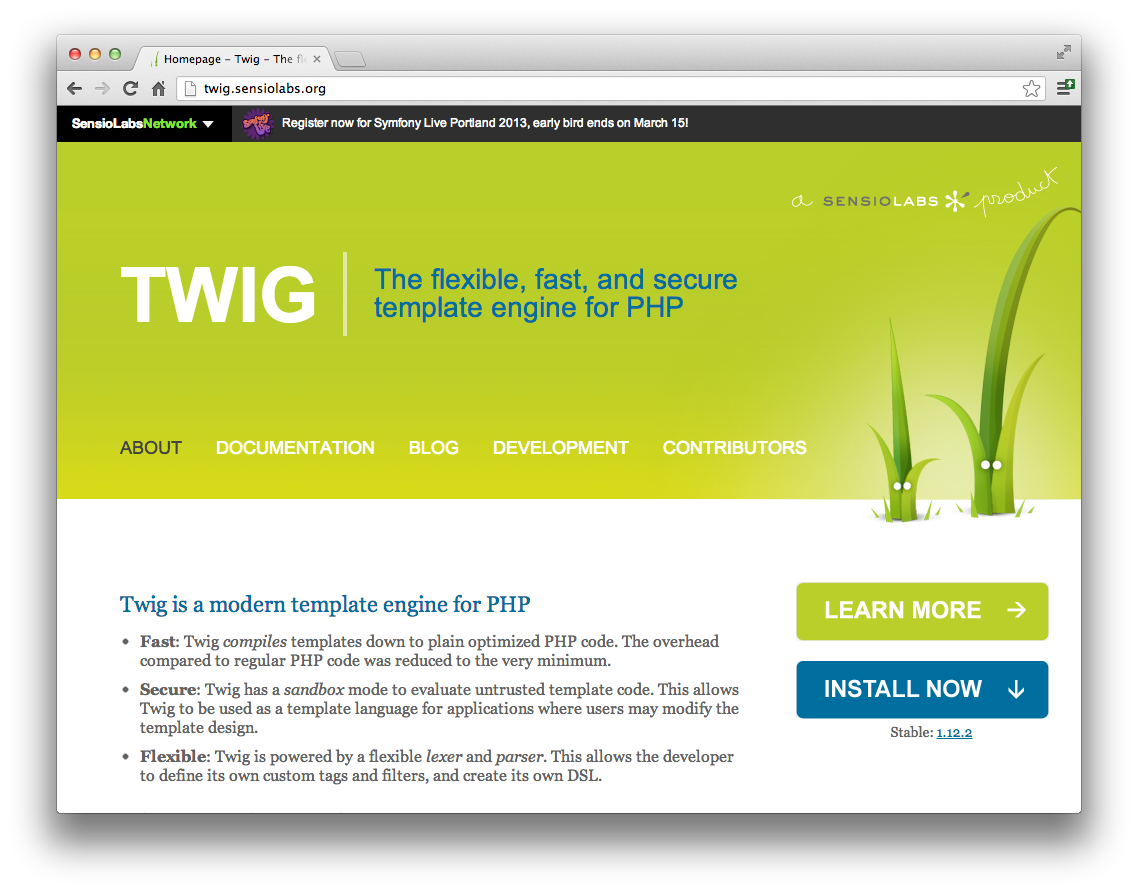 Homepage - Twig - The fl
twig.sensiolabs.org
SensioLabsNetwork
Register now for Symfony Live Portland 2013, early bird ends on March 15!
a SENSIOLABS product
TWIG
The flexible, fast, and secure
template engine for PHP
ABOUT DOCUMENTATION BLOG DEVELOPMENT CONTRIBUTORS
Twig is a modern template engine for PHP
• Fast: Twig compiles templates down to plain optimized PHP code. The overhead
compared to regular PHP code was reduced to the very minimum.
• Secure: Twig has a sandbox mode to evaluate untrusted template code. This allows
Twig to be used as a template language for applications where users may modify the
template design.
• Flexible: Twig is powered by a flexible lexer and parser. This allows the developer
to define its own custom tags and filters, and create its own DSL.
LEARN MORE →
INSTALL NOW ↓
Stable: 1.12.2